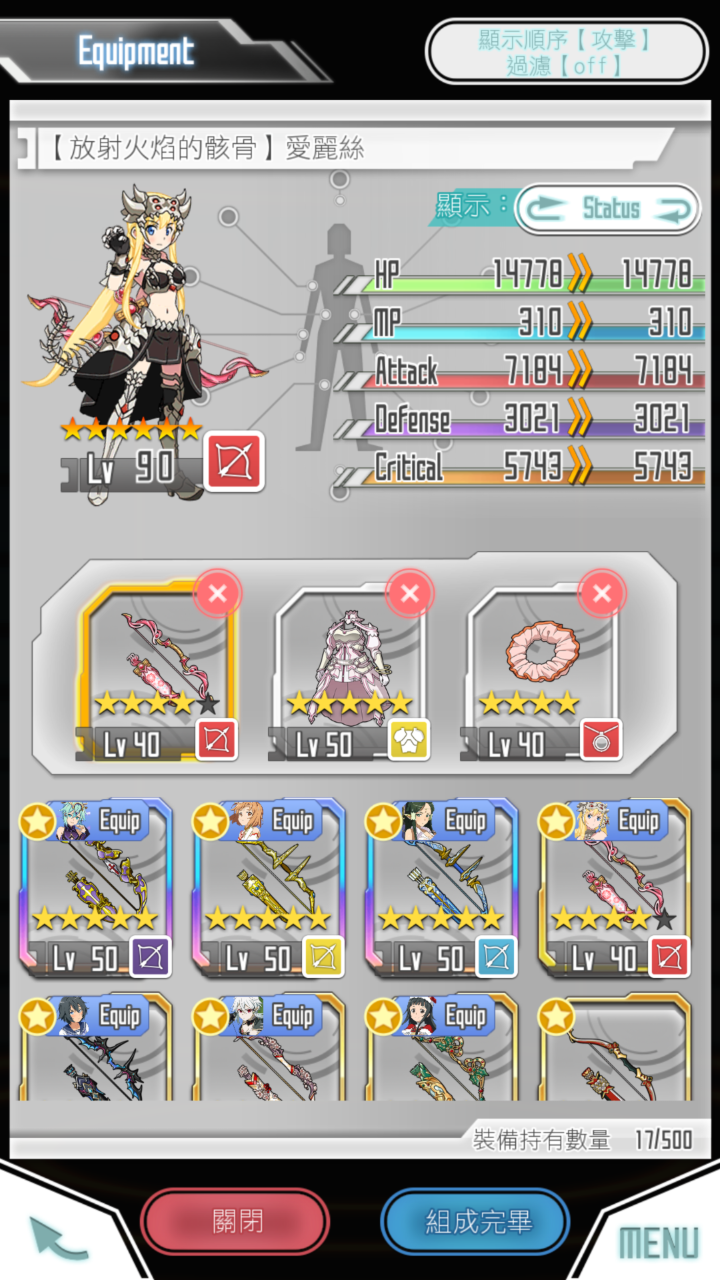 Equipment
顯示順序【攻擊】
過濾【off】
【放射火焰的骸骨】愛麗絲
顯示：
Status
HP 14778 14778
MP 310 310
Attack 7184 7184
Defense 3021 3021
Critical 5743 5743
Lv 90
Lv 40 Lv 50 Lv 40
Equip Equip Equip Equip
Lv 50 Lv 50 Lv 50 Lv 40
Equip Equip Equip
裝備持有數量 17/500
關閉 組成完畢 MENU